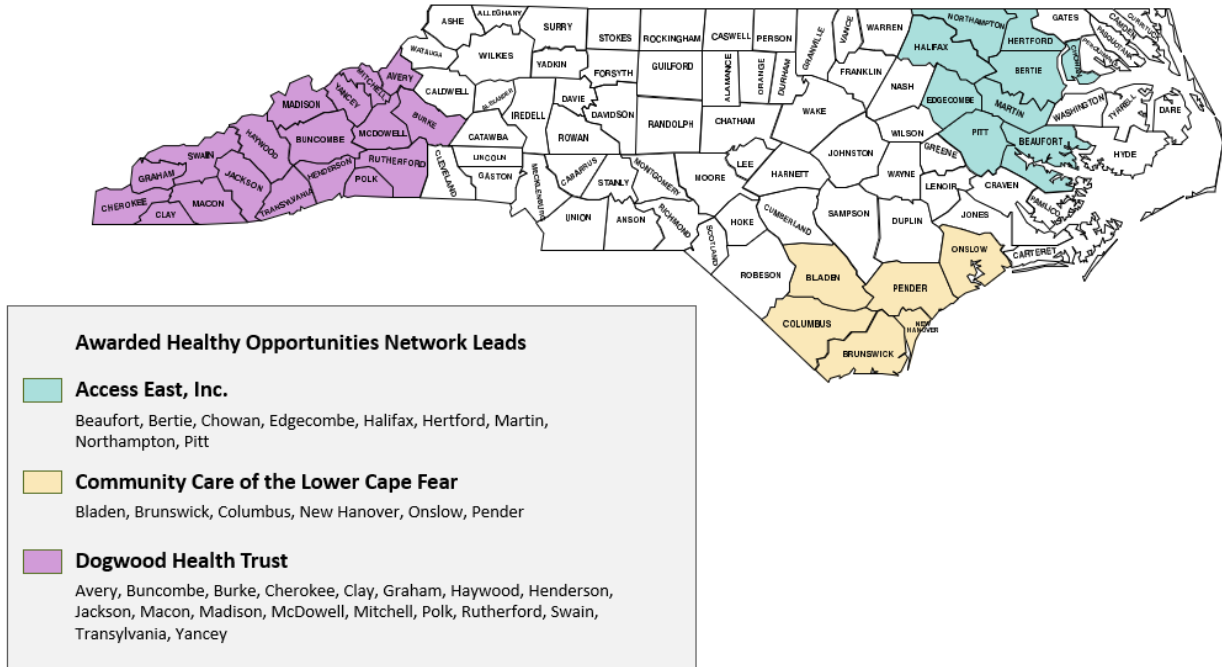 ASHE
ALLEGHANY
SURRY
STOKES
ROCKINGHAM
CASWELL
PERSON
GRANVILLE
VANCE
WARREN
NORTHAMPTON
GATES
CAMDEN
CURRITUCK
PASQUOTANK
PERQUIMANS
HALIFAX
HERTFORD
CHOWAN
WATAUGA
WILKES
YADKIN
FORSYTH
GUILFORD
ALAMANCE
ORANGE
DURHAM
FRANKLIN
NASH
BERTIE
MITCHELL
AVERY
CALDWELL
ALEXANDER
IREDELL
DAVIE
DAVIDSON
RANDOLPH
CHATHAM
WAKE
EDGECOMBE
MARTIN
WASHINGTON
TYRRELL
DARE
MADISON
YANCEY
BURKE
CATAWBA
ROWAN
WILSON
PITT
BEAUFORT
HYDE
HAYWOOD
BUNCOMBE
MCDOWELL
LINCOLN
CABARRUS
STANLY
MONTGOMERY
MOORE
LEE
HARNETT
JOHNSTON
WAYNE
GREENE
SWAIN
GRAHAM
JACKSON
HENDERSON
RUTHERFORD
POLK
CLEVELAND
GASTON
MECKLENBURG
LENOIR
CRAVEN
PAMLICO
CHEROKEE
CLAY
MACON
TRANSYLVANIA
UNION
ANSON
RICHMOND
SCOTLAND
HOKE
CUMBERLAND
SAMPSON
DUPLIN
JONES
CARTERET
ONSLOW
ROBESON
BLADEN
PENDER
COLUMBUS
BRUNSWICK
NEW
HANOVER
Awarded Healthy Opportunities Network Leads
Access East, Inc.
Beaufort, Bertie, Chowan, Edgecombe, Halifax, Hertford, Martin,
Northampton, Pitt
Community Care of the Lower Cape Fear
Bladen, Brunswick, Columbus, New Hanover, Onslow, Pender
Dogwood Health Trust
Avery, Buncombe, Burke, Cherokee, Clay, Graham, Haywood, Henderson,
Jackson, Macon, Madison, McDowell, Mitchell, Polk, Rutherford, Swain,
Transylvania, Yancey